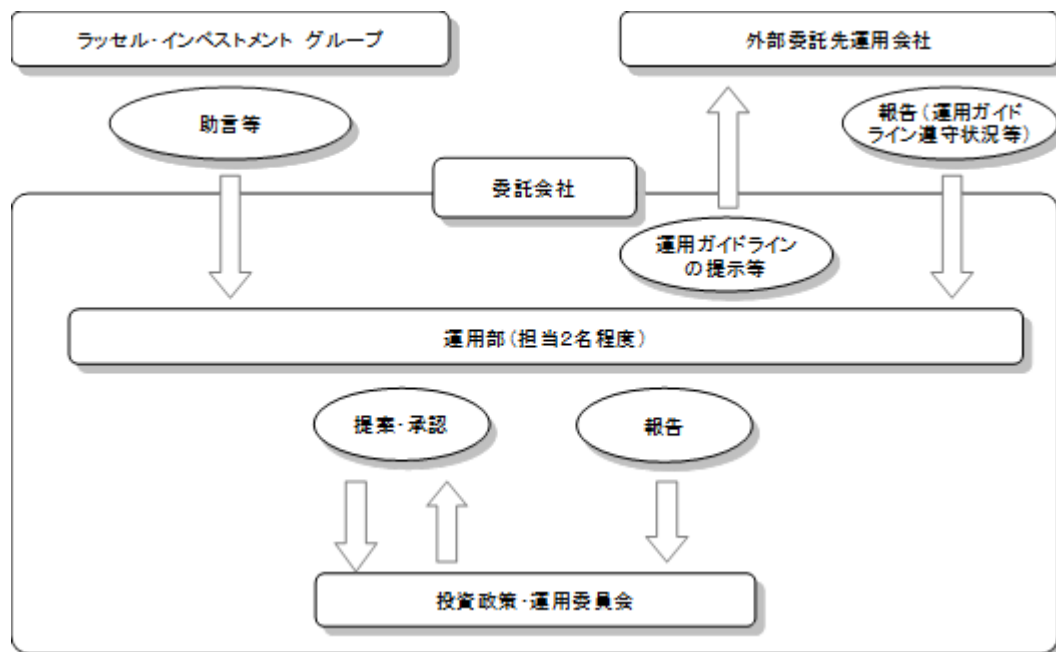 ラッセル・インベストメント グループ
外部委託先運用会社
助言等
報告（運用ガイド
ライン遵守状況等）
委託会社
運用ガイドライン
の提示等
運用部（担当2名程度）
提案・承認
報告
投資政策・運用委員会